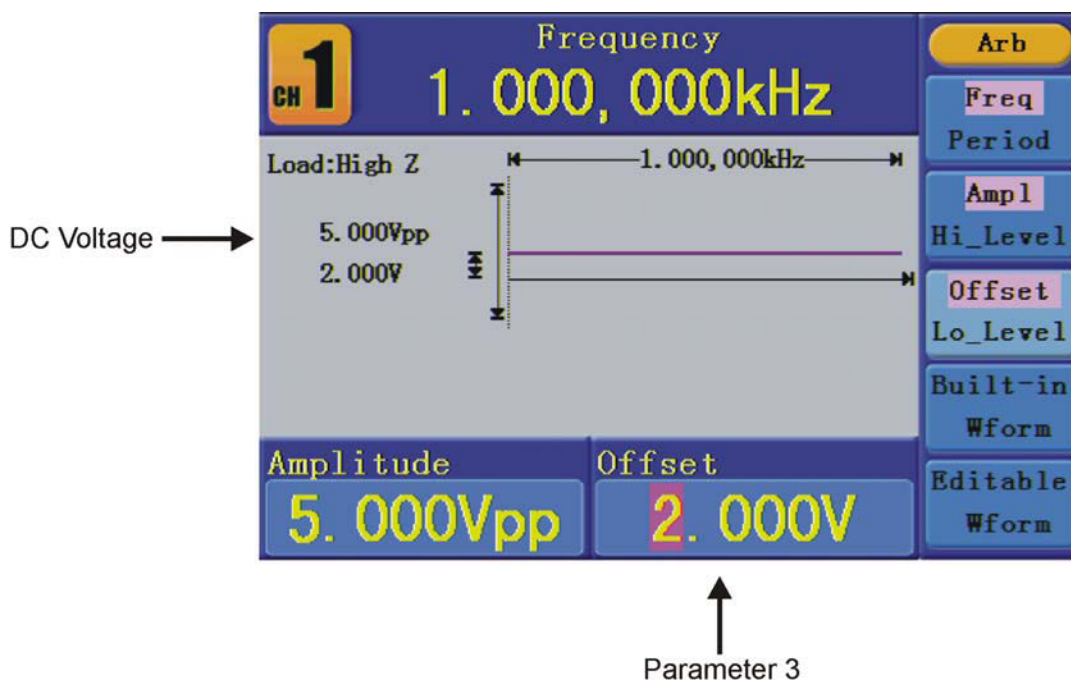 Frequency
CH 1
1.000,000kHz
Load:High Z
1.000,000kHz
DC Voltage
5.000Vpp
2.000V
Amplitude
5.000Vpp
Offset
2.000V
Arb
Freq
Period
Ampl
Hi_Level
Offset
Lo_Level
Built-in
Wform
Editable
Wform
Parameter 3